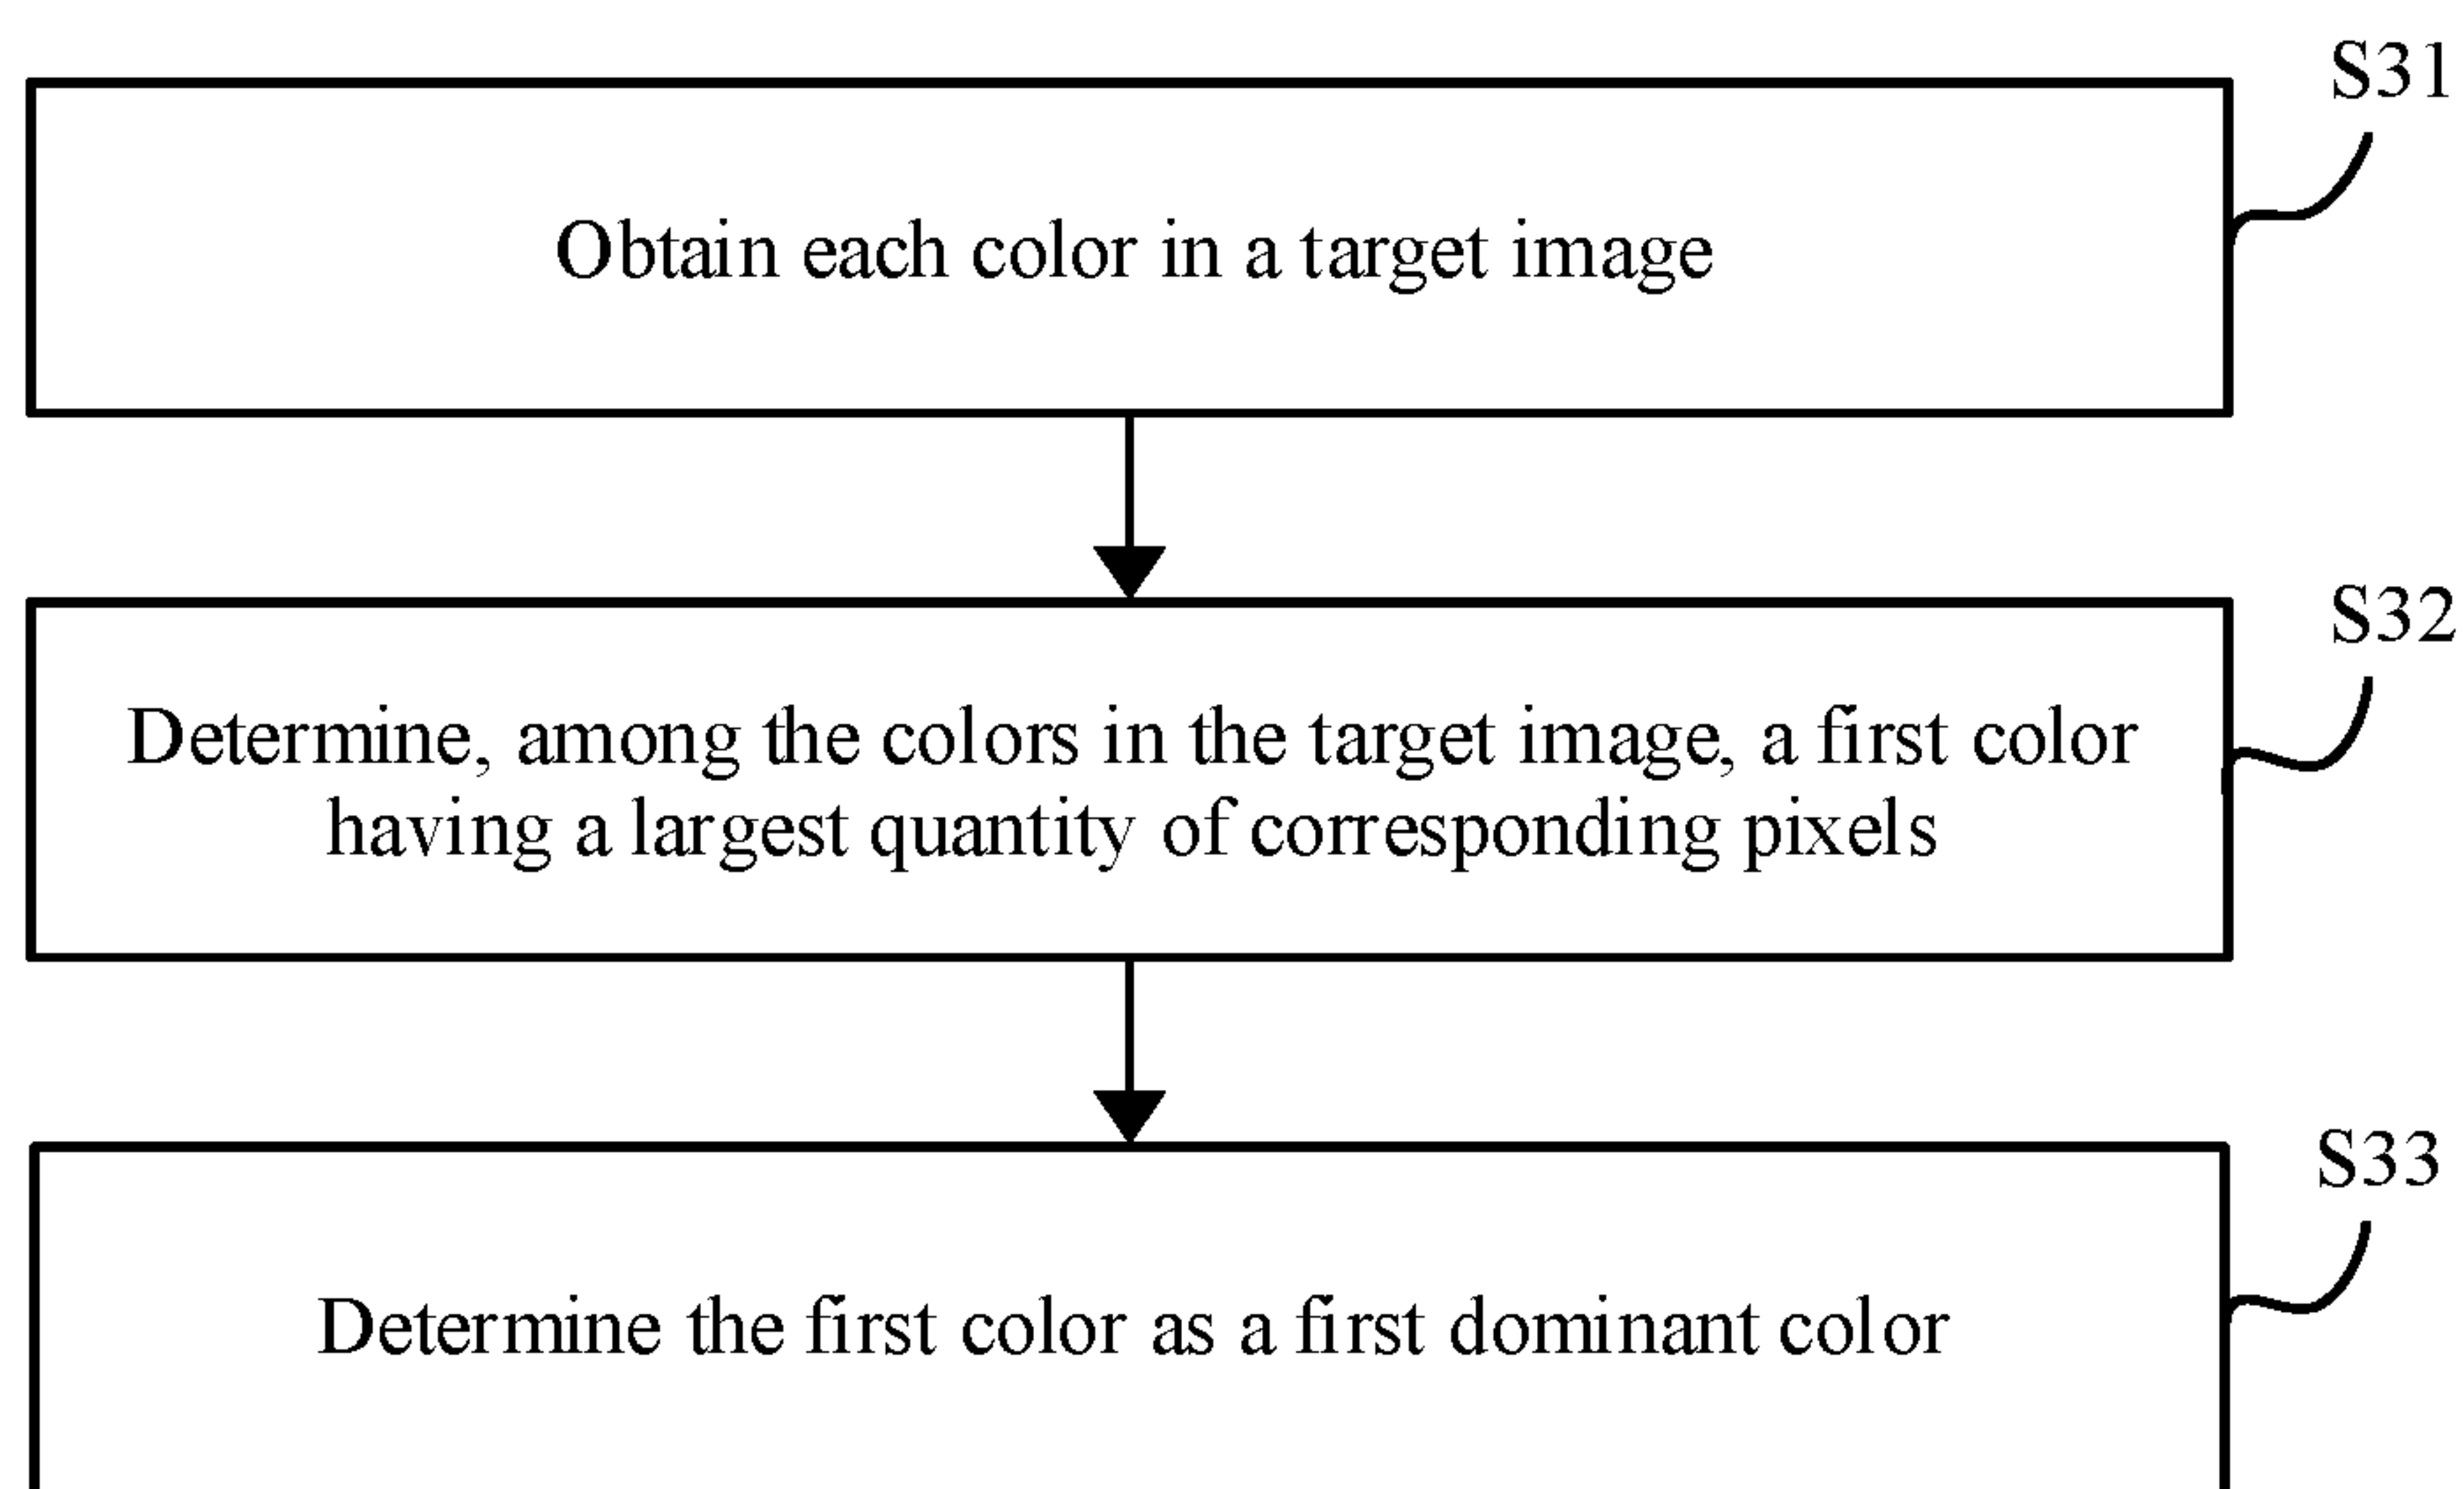 S31
Obtain each color in a target image
S32
Determine, among the colors in the target image, a first color
having a largest quantity of corresponding pixels
S33
Determine the first color as a first dominant color